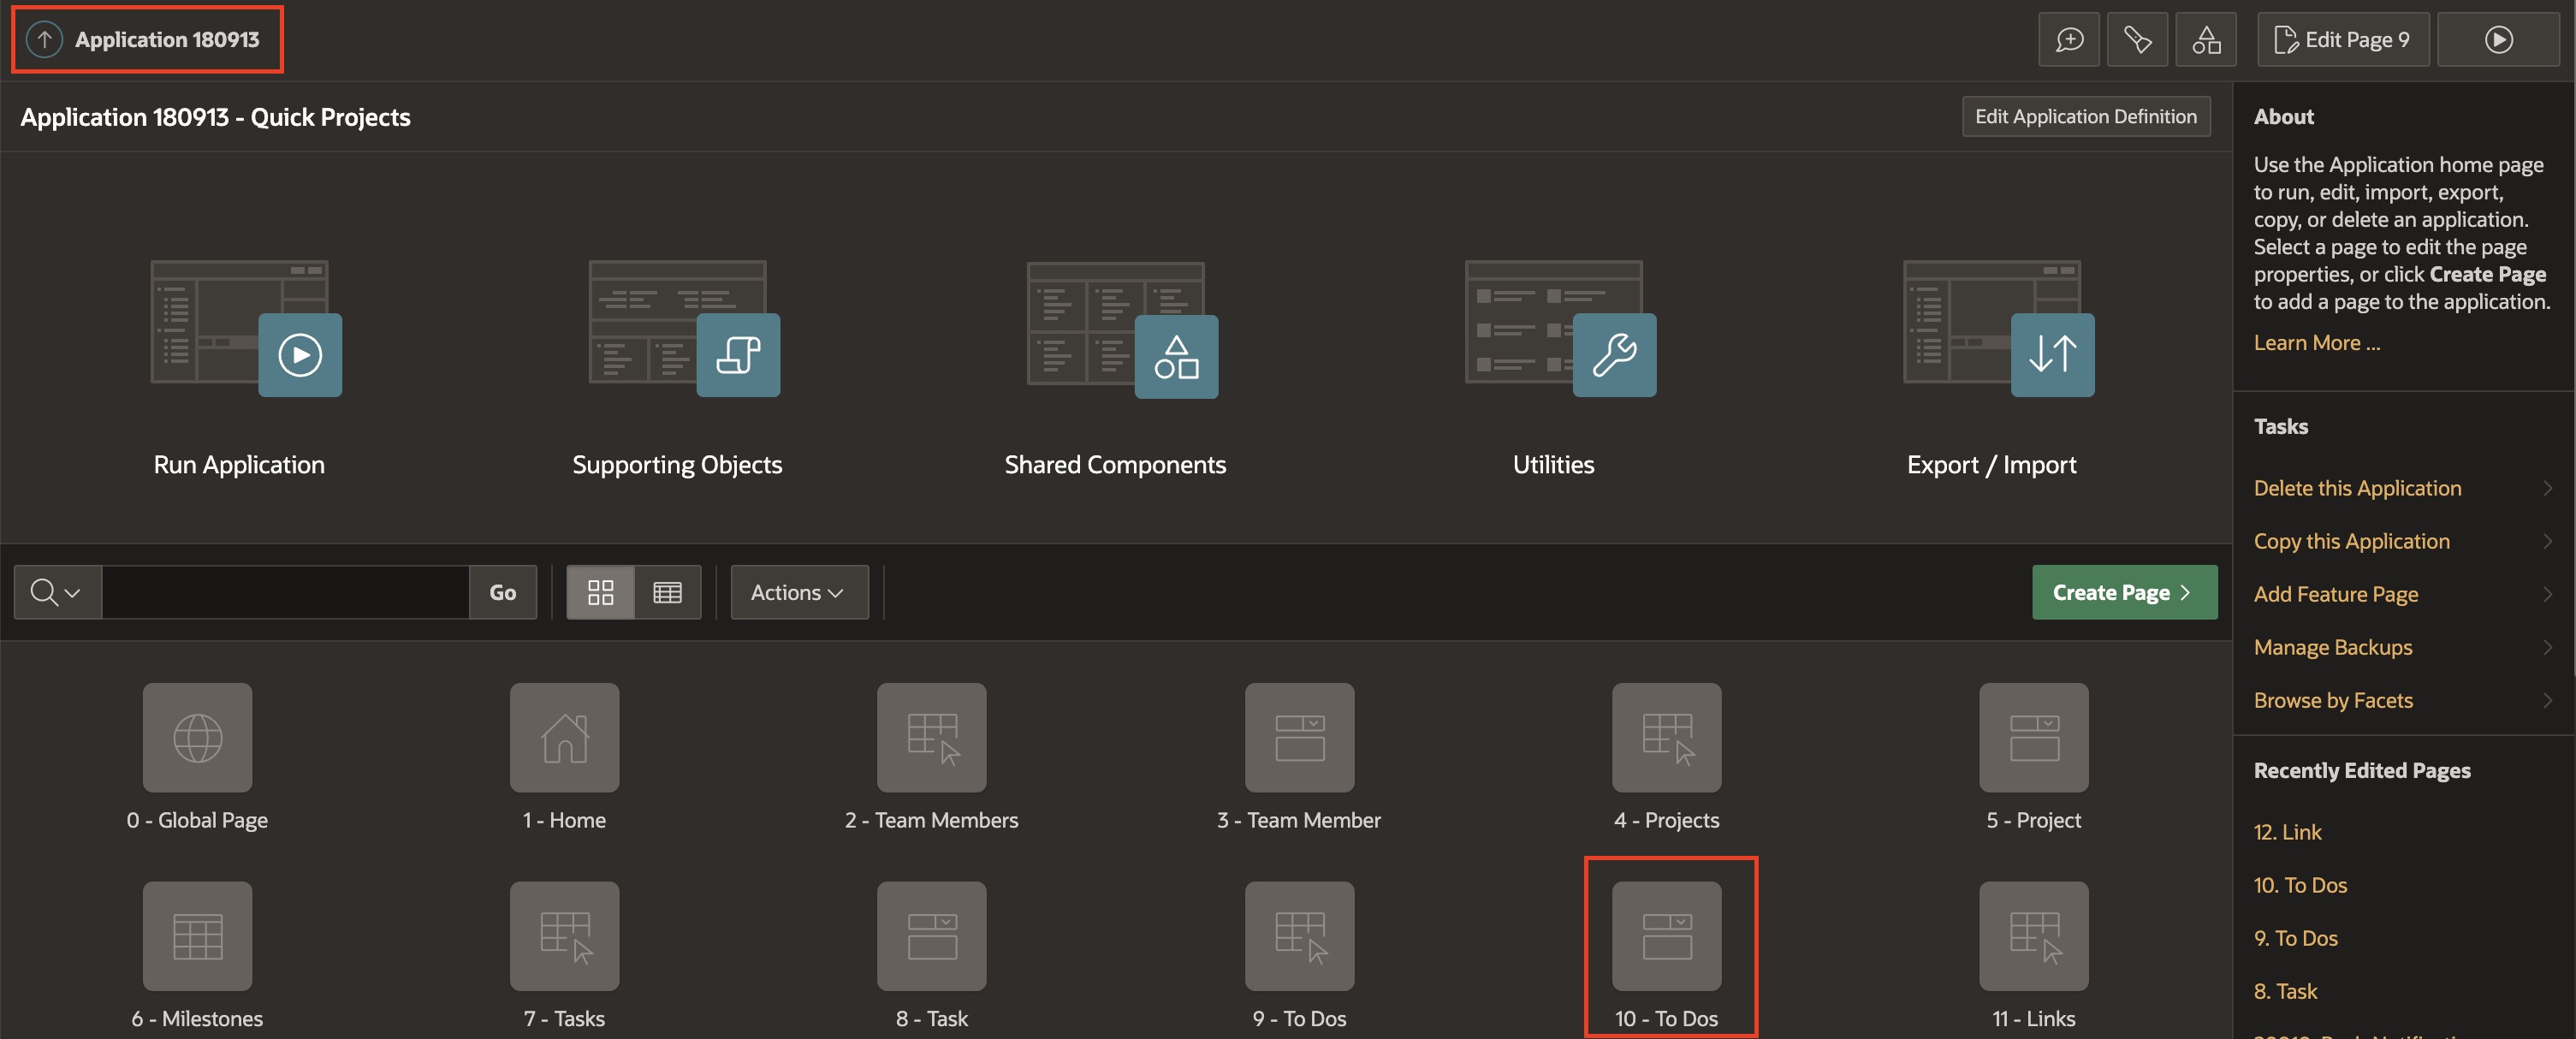 Application 180913
Edit Page 9
Application 180913 - Quick Projects
Edit Application Definition
Run Application
Supporting Objects
Shared Components
Utilities
Export / Import
Go
Actions
Create Page
0 - Global Page
1 - Home
2 - Team Members
3 - Team Member
4 - Projects
5 - Project
6 - Milestones
7 - Tasks
8 - Task
9 - To Dos
10 - To Dos
11 - Links
About
Use the Application home page
to run, edit, import, export,
copy, or delete an application.
Select a page to edit the page
properties, or click Create Page
to add a page to the application.
Learn More ...
Tasks
Delete this Application
Copy this Application
Add Feature Page
Manage Backups
Browse by Facets
Recently Edited Pages
12. Link
10. To Dos
9. To Dos
8. Task